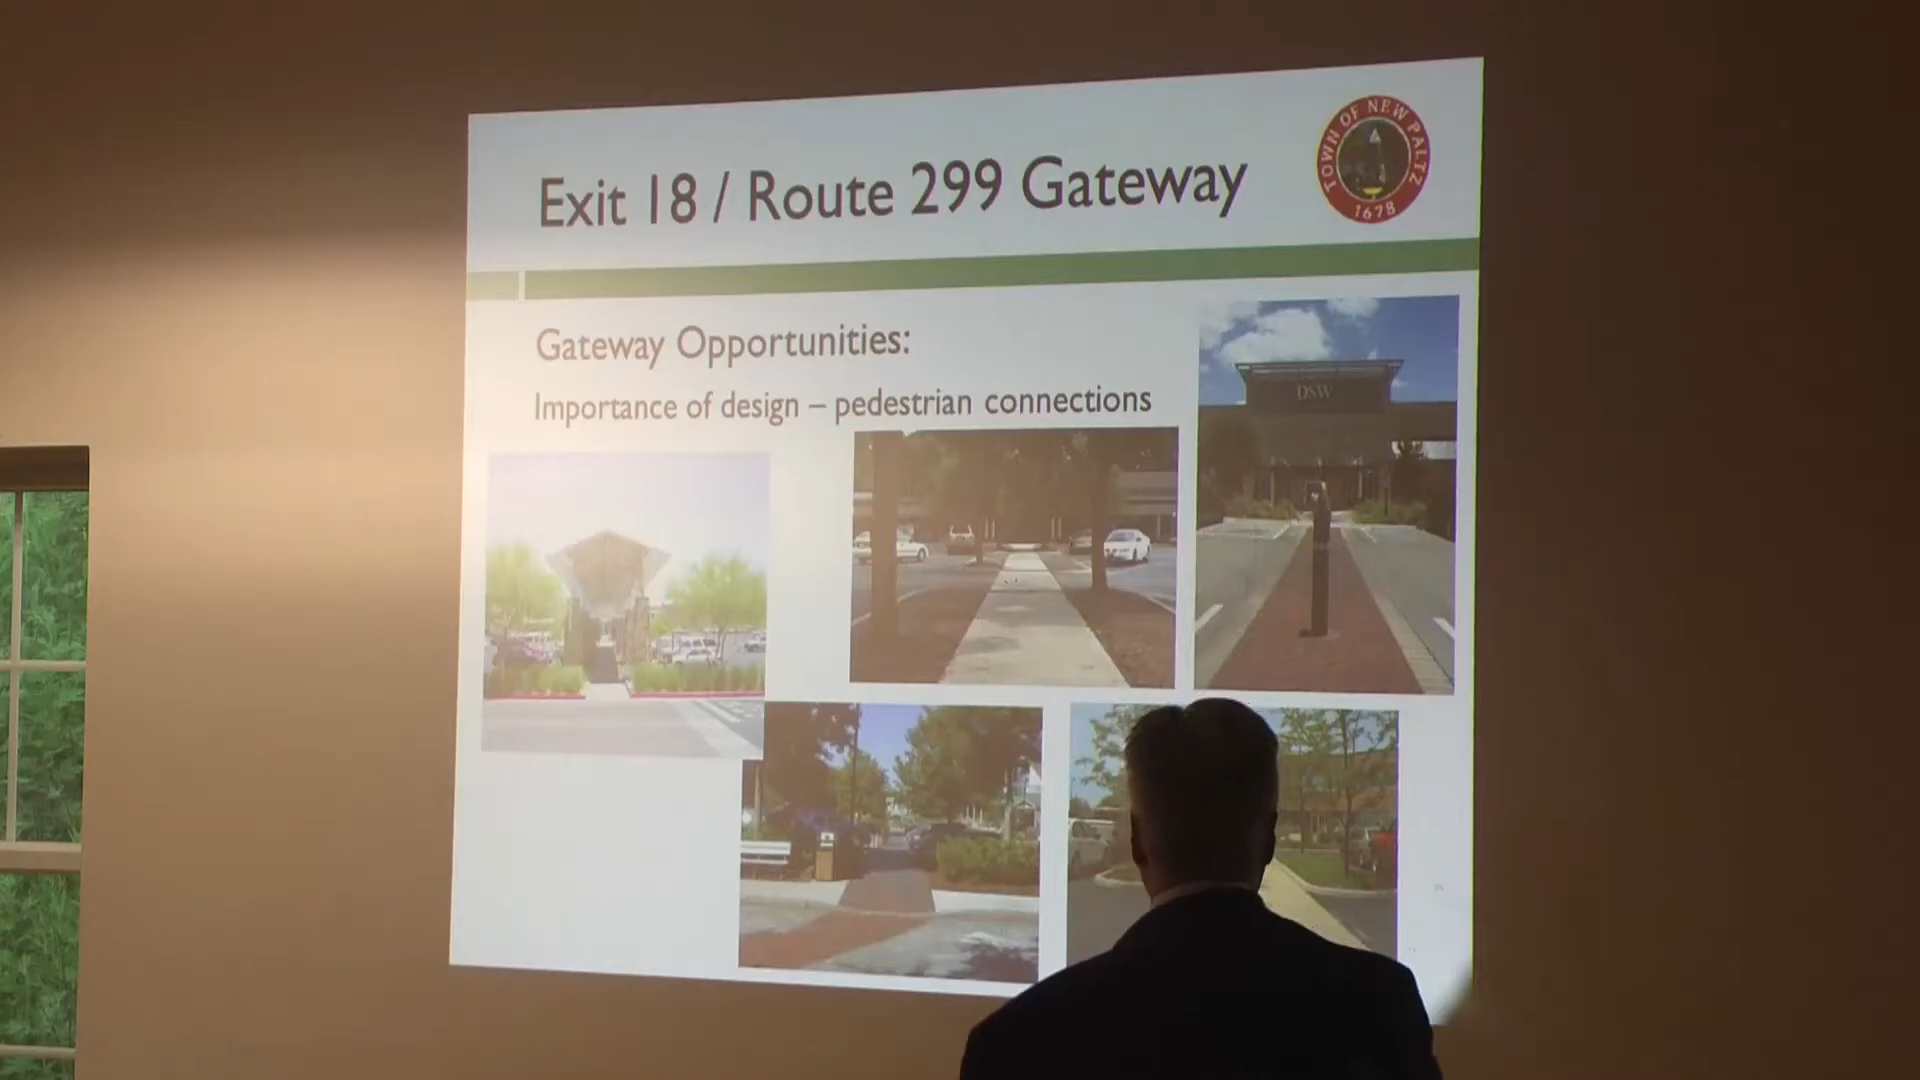 Exit 18 / Route 299 Gateway
TOWN OF NEW PALTZ
1678
Gateway Opportunities:
Importance of design – pedestrian connections
DSW